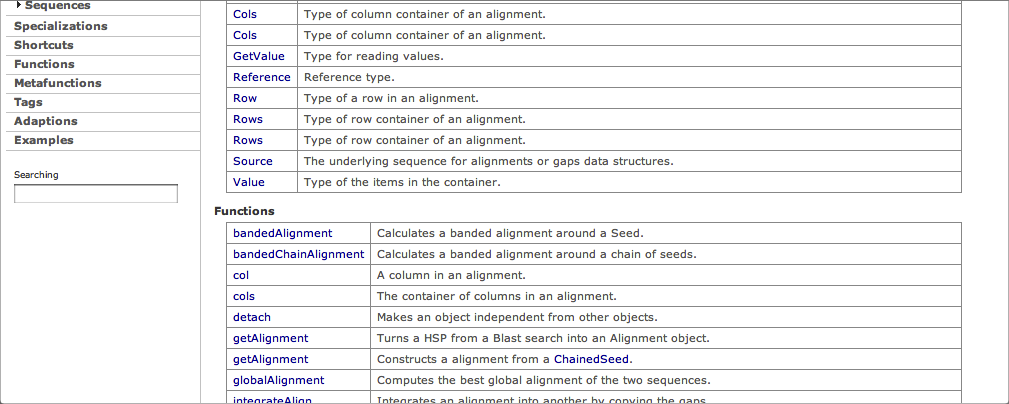 Sequences
Specializations
Shortcuts
Functions
Metafunctions
Tags
Adaptions
Examples
Searching
Cols Type of column container of an alignment.
Cols Type of column container of an alignment.
GetValue Type for reading values.
Reference Reference type.
Row Type of a row in an alignment.
Rows Type of row container of an alignment.
Rows Type of row container of an alignment.
Source The underlying sequence for alignments or gaps data structures.
Value Type of the items in the container.
Functions
bandedAlignment Calculates a banded alignment around a Seed.
bandedChainAlignment Calculates a banded alignment around a chain of seeds.
col A column in an alignment.
cols The container of columns in an alignment.
detach Makes an object independent from other objects.
getAlignment Turns a HSP from a Blast search into an Alignment object.
getAlignment Constructs a alignment from a ChainedSeed.
globalAlignment Computes the best global alignment of the two sequences.
integrateAlign Integrates an alignment into another by copying the gaps.